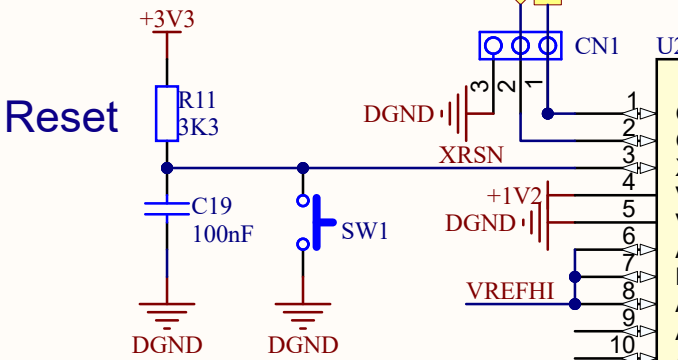 +3V3
CN1
U2
Reset
R11
3K3
3
2
1
DGND
1
2
XRSN
3
C19
100nF
SW1
+1V2
4
DGND
5
6
7
VREFHI
8
9
10
DGND
DGND